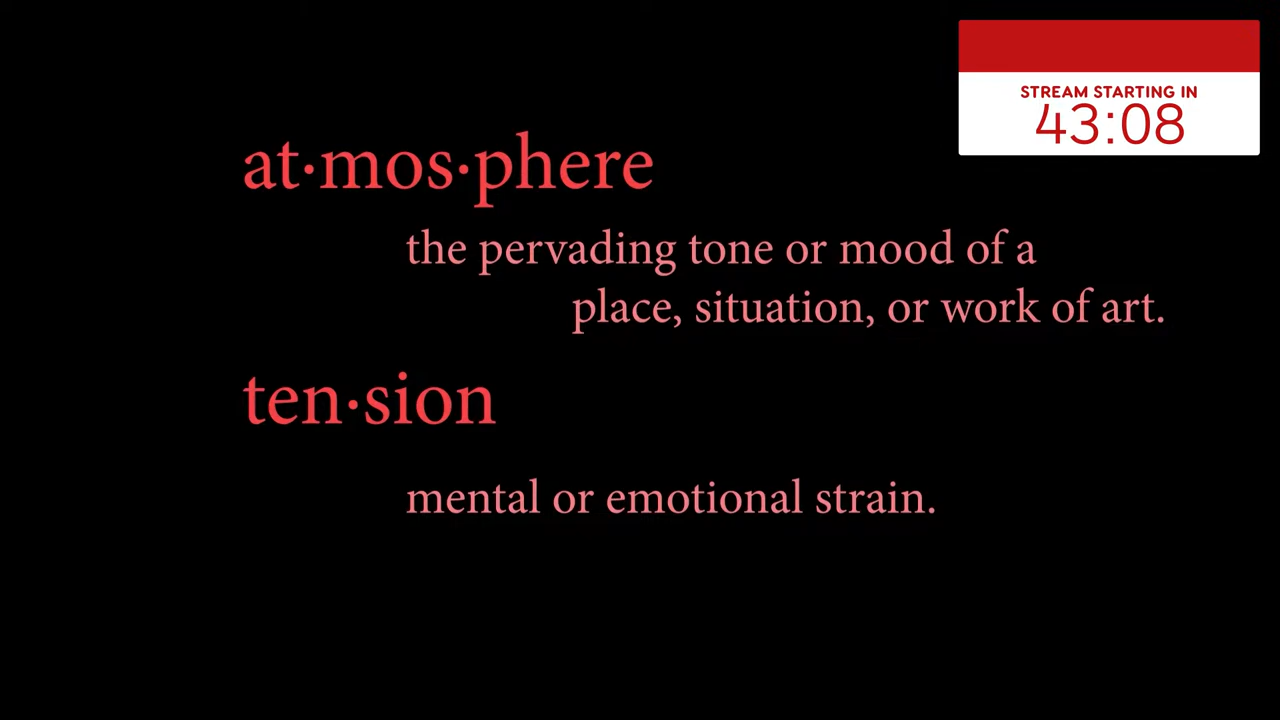 STREAM STARTING IN
43:08
at·mos·phere
the pervading tone or mood of a
place, situation, or work of art.
ten·sion
mental or emotional strain.